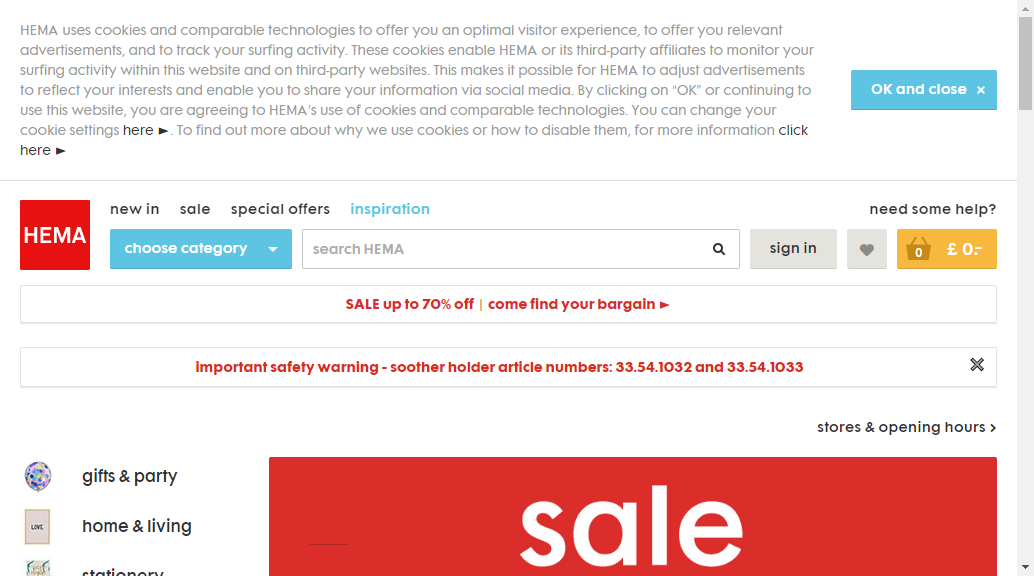 HEMA uses cookies and comparable technologies to offer you an optimal visitor experience, to offer you relevant
advertisements, and to track your surfing activity. These cookies enable HEMA or its third-party affiliates to monitor your
surfing activity within this website and on third-party websites. This makes it possible for HEMA to adjust advertisements
to reflect your interests and enable you to share your information via social media. By clicking on “OK” or continuing to
use this website, you are agreeing to HEMA's use of cookies and comparable technologies. You can change your
cookie settings here ►. To find out more about why we use cookies or how to disable them, for more information click
here ►
OK and close ×
HEMA
new in sale special offers inspiration
need some help?
choose category
search HEMA
sign in
0
£ 0.-
SALE up to 70% off | come find your bargain ►
Important safety warning - soother holder article numbers: 33.54.1032 and 33.54.1033
stores & opening hours ›
gifts & party
LOVE
home & living
stationery
sale